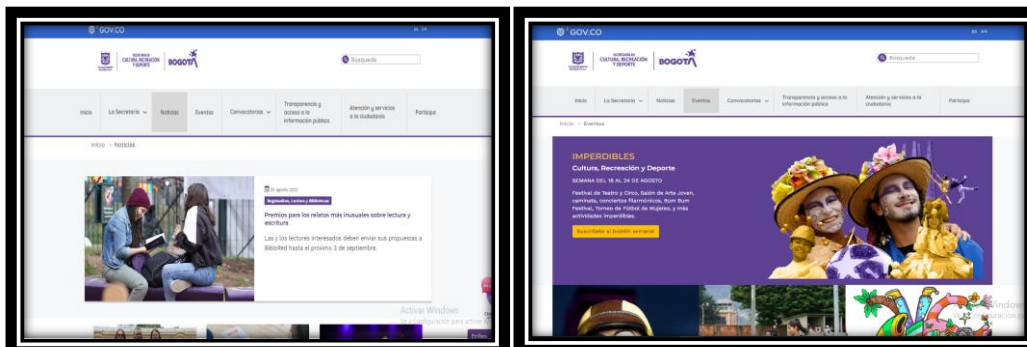 GOV.CO
ES EN
SECRETARÍA DE
CULTURA, RECREACIÓN
Y DEPORTE
BOGOTÁ
Búsqueda
Inicio
La Secretaría
Noticias
Eventos
Convocatorias
Transparencia y
acceso a la
información pública
Atención y servicios
a la ciudadanía
Participa
Inicio > Noticias
agosto 2023
Premios para los relatos más inusuales sobre lectura y
escritura
Las y los lectores interesados deben enviar sus propuestas a
BibloRed hasta el próximo 3 de septiembre.
Activar Windows
GOV.CO
ES EN
SECRETARÍA DE
CULTURA, RECREACIÓN
Y DEPORTE
BOGOTÁ
Búsqueda
Inicio
La Secretaría
Noticias
Eventos
Convocatorias
Transparencia y acceso a la
información pública
Atención y servicios a la
ciudadanía
Participa
Inicio > Eventos
IMPERDIBLES
Cultura, Recreación y Deporte
SEMANA DEL 18 AL 24 DE AGOSTO
Festival de Teatro y Circo, Salón de Arte Joven,
caminata, conciertos filarmónicos, Bum Bum
Festival, Torneo de Fútbol de Mujeres, y más
actividades imperdibles.
Suscríbete al boletín semanal
Windows